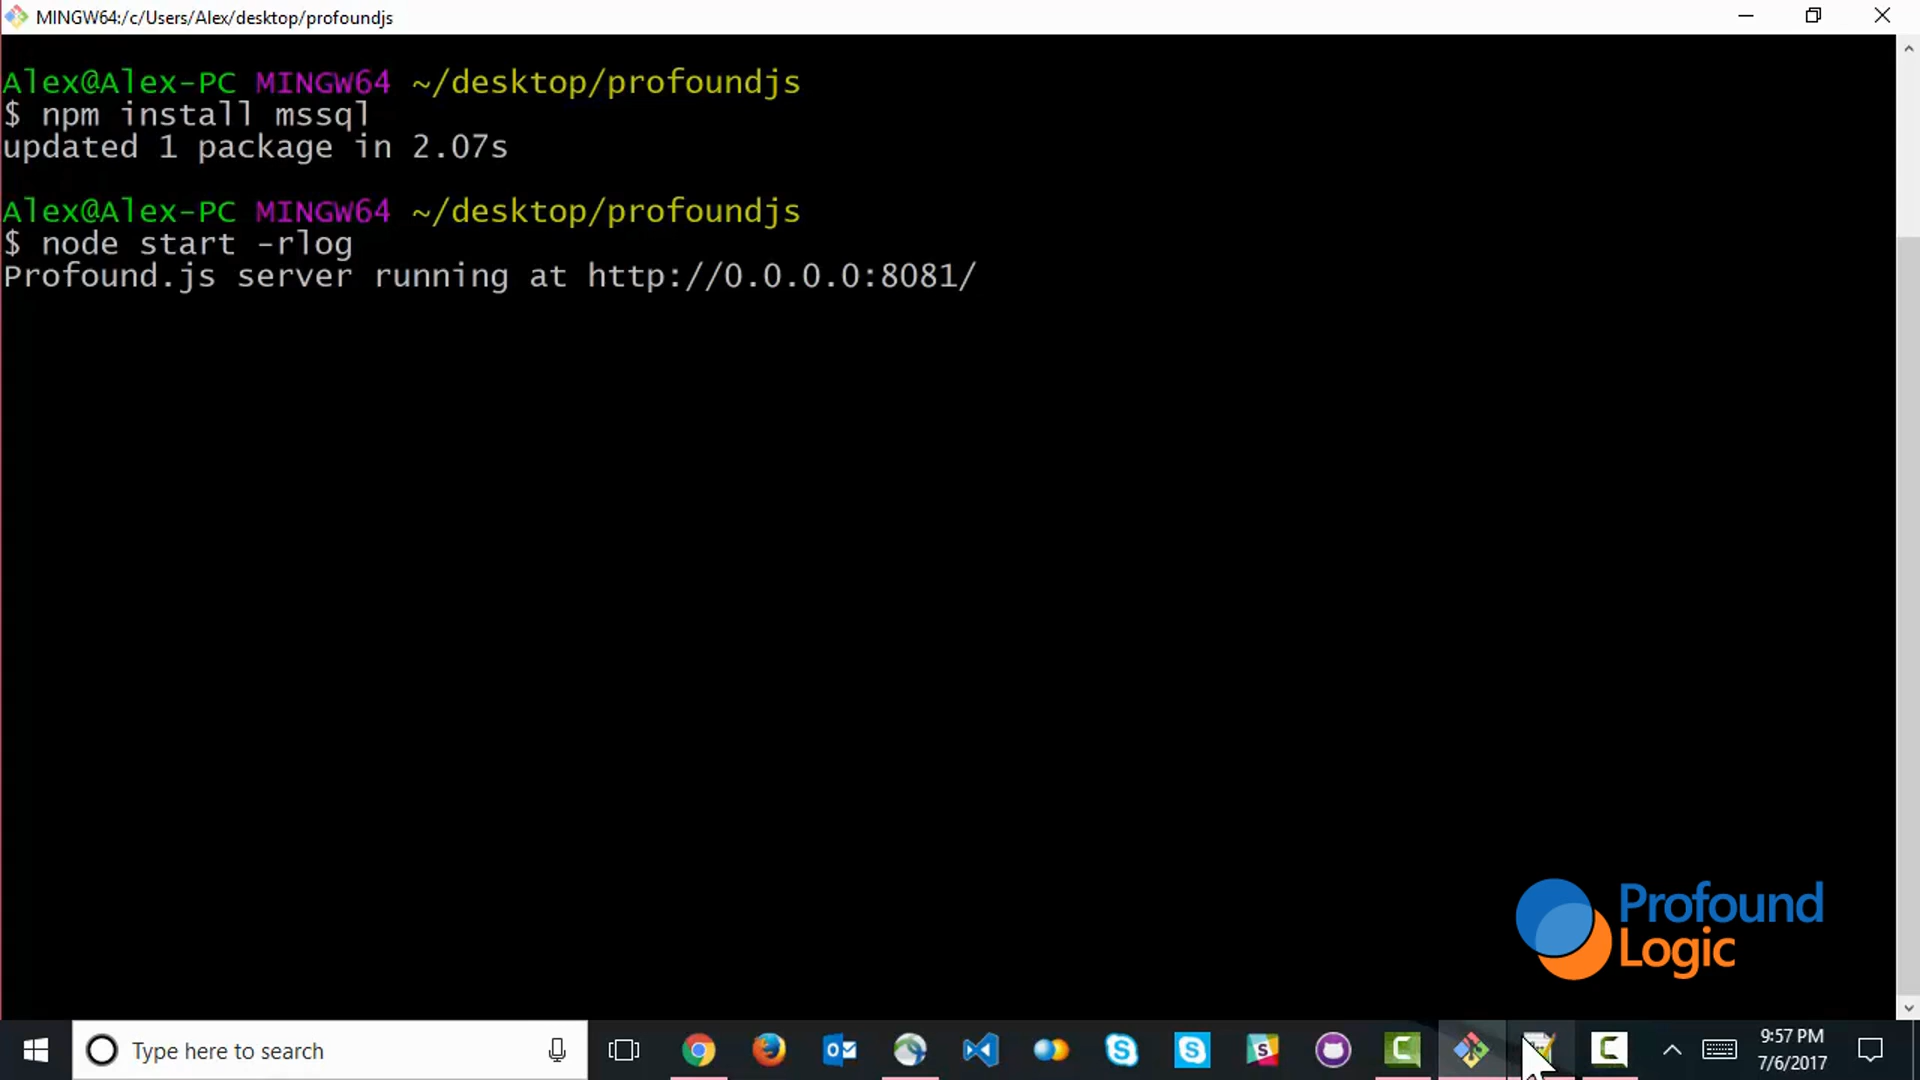 MINGW64:/c/Users/Alex/desktop/profoundjs
Alex@Alex-PC MINGW64 ~/desktop/profoundjs
$ npm install mssql
updated 1 package in 2.07s
Alex@Alex-PC MINGW64 ~/desktop/profoundjs
$ node start -rlog
Profound.js server running at http://0.0.0.0:8081/
Profound
Logic
Type here to search
9:57 PM
7/6/2017